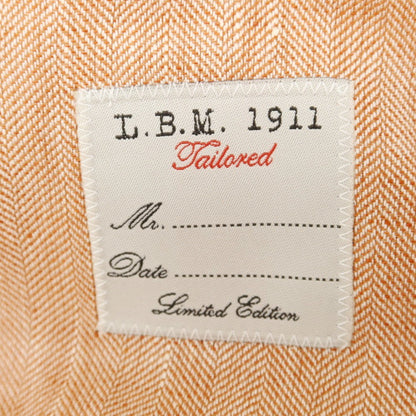 L.B.M. 1911
Tailored
Mr. ........................
Date ........................
Limited Edition